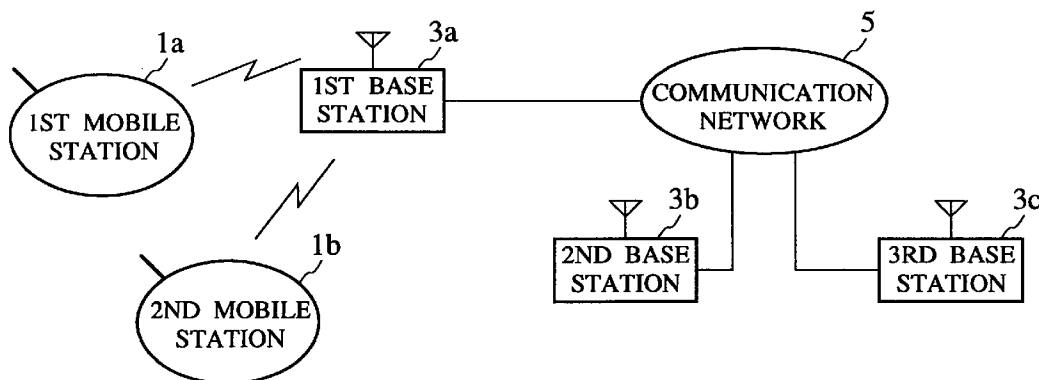 1a
1ST MOBILE
STATION
3a
1ST BASE
STATION
5
COMMUNICATION
NETWORK
1b
2ND MOBILE
STATION
3b
2ND BASE
STATION
3c
3RD BASE
STATION